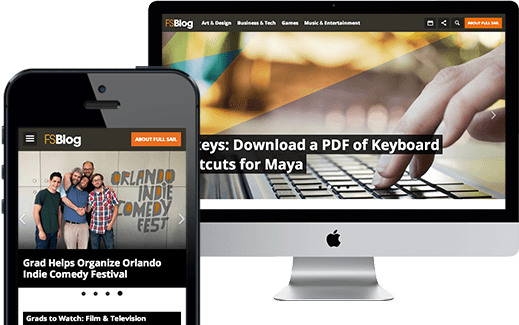 FSBlog Art & Design Business & Tech Games Music & Entertainment ABOUT FULL SAIL
keys: Download a PDF of Keyboard
tcuts for Maya
FSBlog ABOUT FULL SAIL
ORLANDO
INDIE
COMEDY
FEST
Grad Helps Organize Orlando
Indie Comedy Festival
Grads to Watch: Film & Television